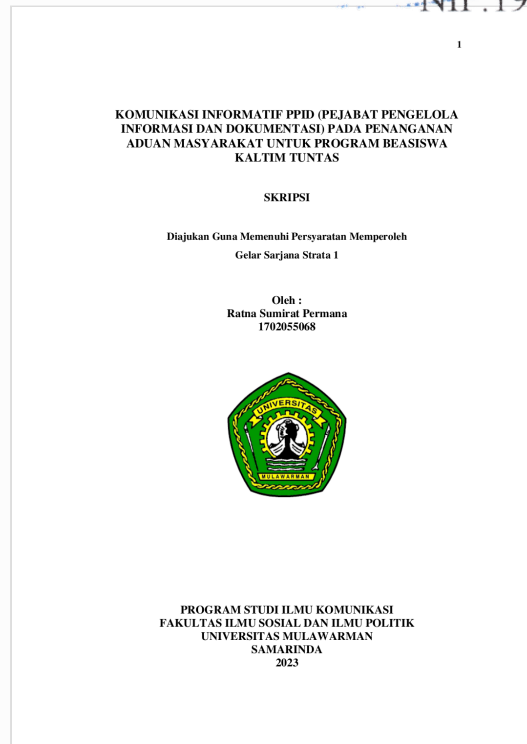 1
KOMUNIKASI INFORMATIF PPID (PEJABAT PENGELOLA
INFORMASI DAN DOKUMENTASI) PADA PENANGANAN
ADUAN MASYARAKAT UNTUK PROGRAM BEASISWA
KALTIM TUNTAS
SKRIPSI
Diajukan Guna Memenuhi Persyaratan Memperoleh
Gelar Sarjana Strata 1
Oleh :
Ratna Sumirat Permana
1702055068
UNIVERSITAS
MULAWARMAN
PROGRAM STUDI ILMU KOMUNIKASI
FAKULTAS ILMU SOSIAL DAN ILMU POLITIK
UNIVERSITAS MULAWARMAN
SAMARINDA
2023